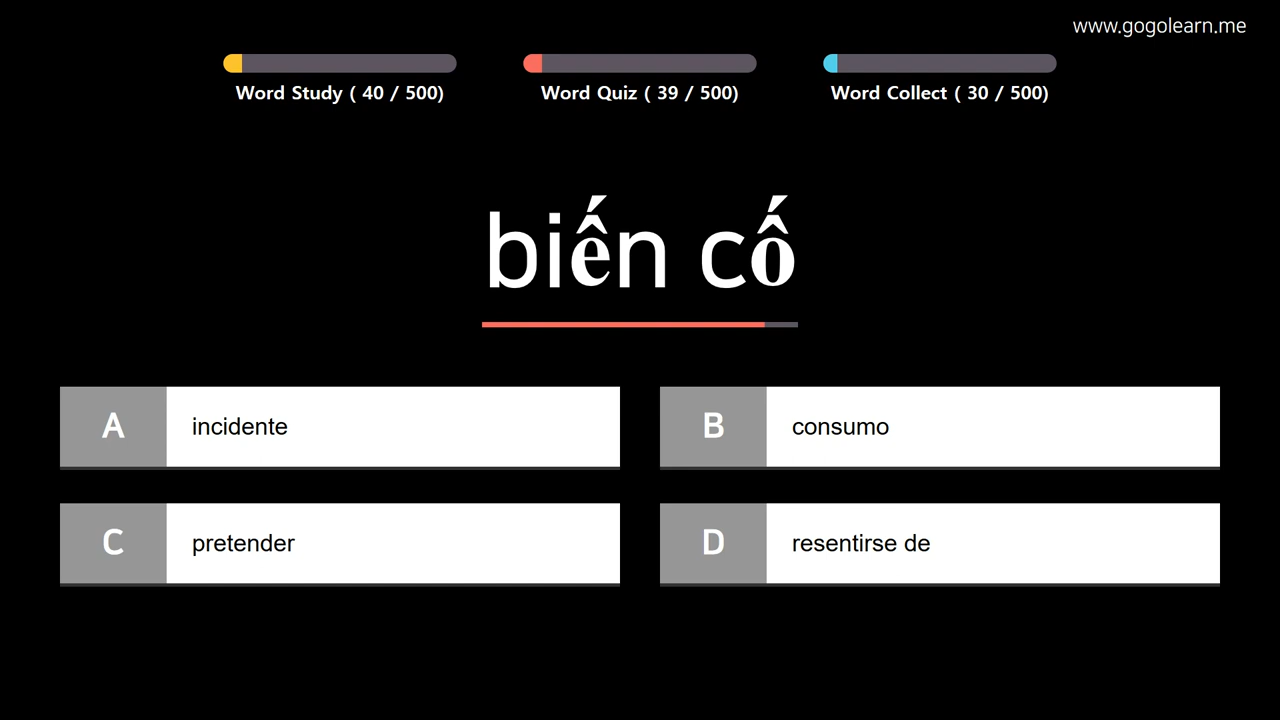 www.gogolearn.me
Word Study ( 40 / 500)
Word Quiz ( 39 / 500)
Word Collect ( 30 / 500)
biến cố
A incidente
B consumo
C pretender
D resentirse de